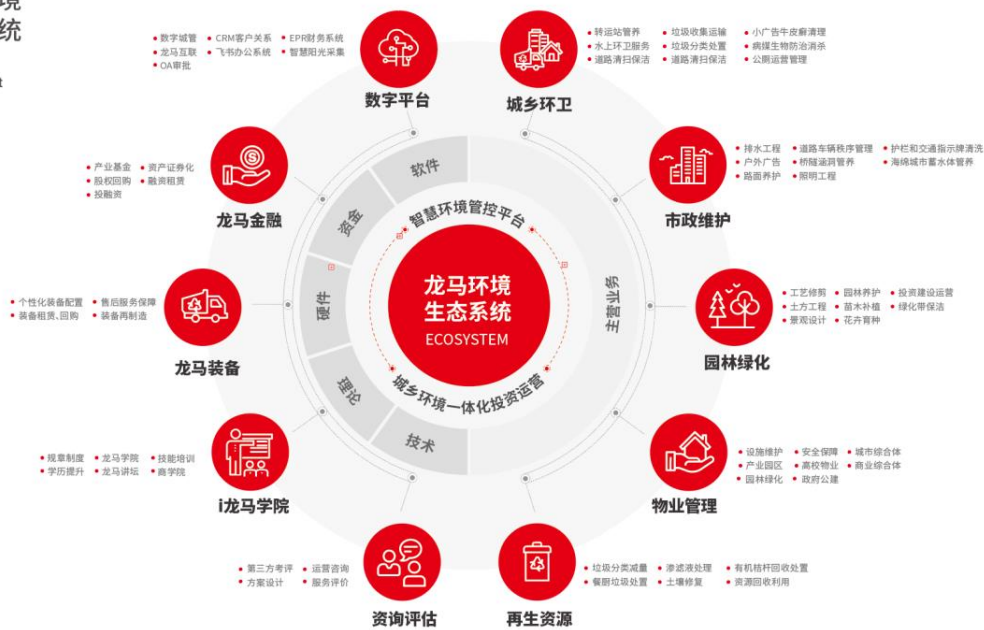 境
统
t
• 数字城管 • CRM客户关系 • EPR财务系统
• 龙马互联 • 飞书办公系统 • 智慧阳光采集
• OA审批
数字平台
• 转运站管养 • 垃圾收集运输 • 小广告牛皮癣清理
• 水上环卫服务 • 垃圾分类处置 • 病媒生物防治消杀
• 道路清扫保洁 • 道路清扫保洁 • 公厕运营管理
城乡环卫
• 产业基金 • 资产证券化
• 股权回购 • 融资租赁
• 投融资
龙马金融
• 排水工程 • 道路车辆秩序管理 • 护栏和交通指示牌清洗
• 户外广告 • 桥隧涵洞管养 • 海绵城市蓄水体管养
• 路面养护 • 照明工程
市政维护
• 个性化装备配置 • 售后服务保障
• 装备租赁、回购 • 装备再制造
龙马装备
• 工艺修剪 • 园林养护 • 投资建设运营
• 土方工程 • 苗木补植 • 绿化带保洁
• 景观设计 • 花卉育种
园林绿化
• 规章制度 • 龙马学院 • 技能培训
• 学历提升 • 龙马讲坛 • 商学院
i龙马学院
• 设施维护 • 安全保障 • 城市综合体
• 产业园区 • 高校物业 • 商业综合体
• 园林绿化 • 政府公建
物业管理
• 第三方考评 • 运营咨询
• 方案设计 • 服务评价
资询评估
• 垃圾分类减量 • 渗滤液处理 • 有机桔杆回收处置
• 餐厨垃圾处置 • 土壤修复 • 资源回收利用
再生资源
软件
资金
硬件
理论
技术
主营业务
智慧环境管控平台
龙马环境
生态系统
ECOSYSTEM
城乡环境一体化投资运营